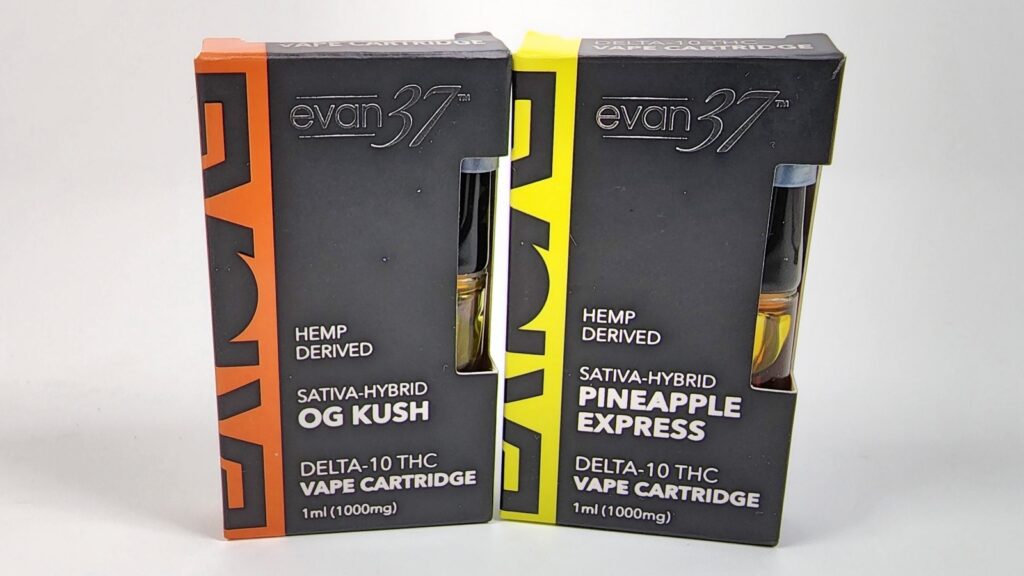 VAPE CARTRIDGE
evan37™
HEMP
DERIVED
SATIVA-HYBRID
OG KUSH
DELTA-10 THC
VAPE CARTRIDGE
1ml (1000mg)
DELTA-10 THC
VAPE CARTRIDGE
evan37™
HEMP
DERIVED
SATIVA-HYBRID
PINEAPPLE
EXPRESS
DELTA-10 THC
VAPE CARTRIDGE
1ml (1000mg)